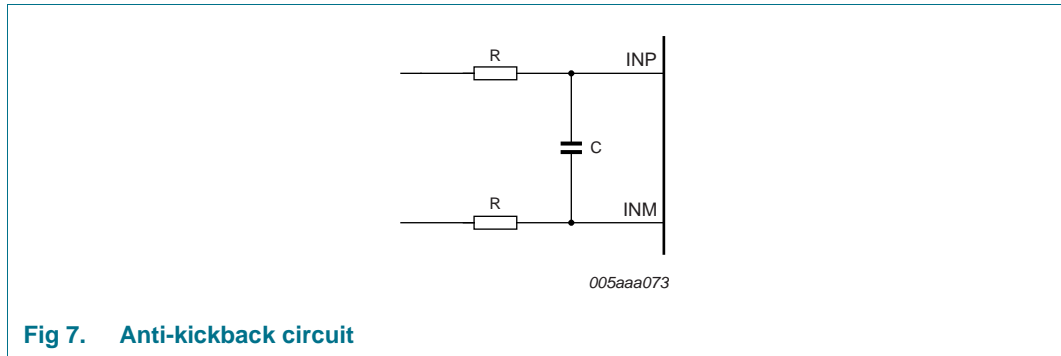 R
INP
C
R
INM
005aaa073
Fig 7. Anti-kickback circuit